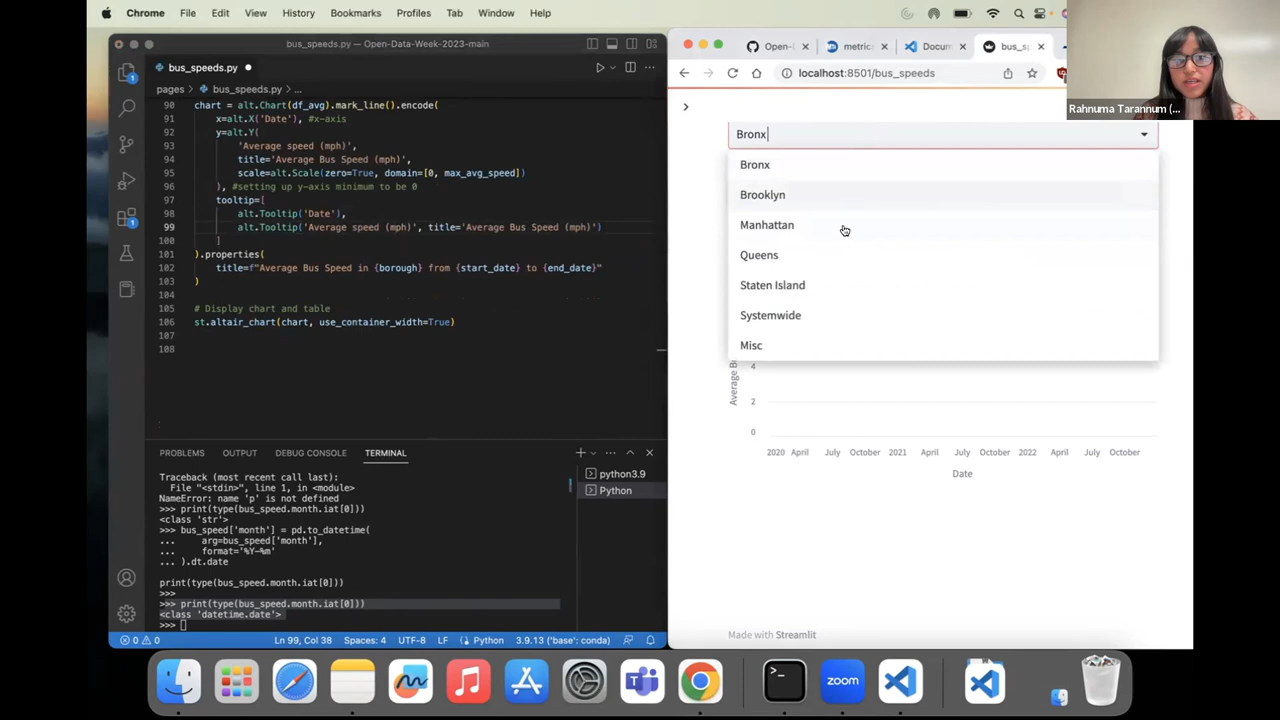 Chrome File Edit View History Bookmarks Profiles Tab Window Help
bus_speeds.py — Open-Data-Week-2023-main
bus_speeds.py
pages > bus_speeds.py > ...
90 chart = alt.Chart(df_avg).mark_line().encode(
91 x=alt.X('Date'), #x-axis
92 y=alt.Y(
93 'Average speed (mph)',
94 title='Average Bus Speed (mph)',
95 scale=alt.Scale(zero=True, domain=[0, max_avg_speed])
96 ), #setting up y-axis minimum to be 0
97 tooltip=[
98 alt.Tooltip('Date'),
99 alt.Tooltip('Average speed (mph)', title='Average Bus Speed (mph)')
100 ]
101 ).properties(
102 title=f"Average Bus Speed in {borough} from {start_date} to {end_date}"
103 )
104
105 # Display chart and table
106 st.altair_chart(chart, use_container_width=True)
107
108
PROBLEMS OUTPUT DEBUG CONSOLE TERMINAL
Traceback (most recent call last):
File "<stdin>", line 1, in <module>
NameError: name 'p' is not defined
>>> print(type(bus_speed.month.iat[0]))
<class 'str'>
>>> bus_speed['month'] = pd.to_datetime(
... arg=bus_speed['month'],
... format='%Y-%m'
... ).dt.date
print(type(bus_speed.month.iat[0]))
>>>
>>> print(type(bus_speed.month.iat[0]))
<class 'datetime.date'>
>>>
python3.9
Python
0 0 Ln 99, Col 38 Spaces: 4 UTF-8 LF Python 3.9.13 ('base': conda)
Open- metric Docum bus_s
localhost:8501/bus_speeds
Bronx
Bronx
Brooklyn
Manhattan
Queens
Staten Island
Systemwide
Misc
Average B
4
2
0
2020 April July October 2021 April July October 2022 April July October
Date
Made with Streamlit
Rahnuma Tarannum (...
zoom